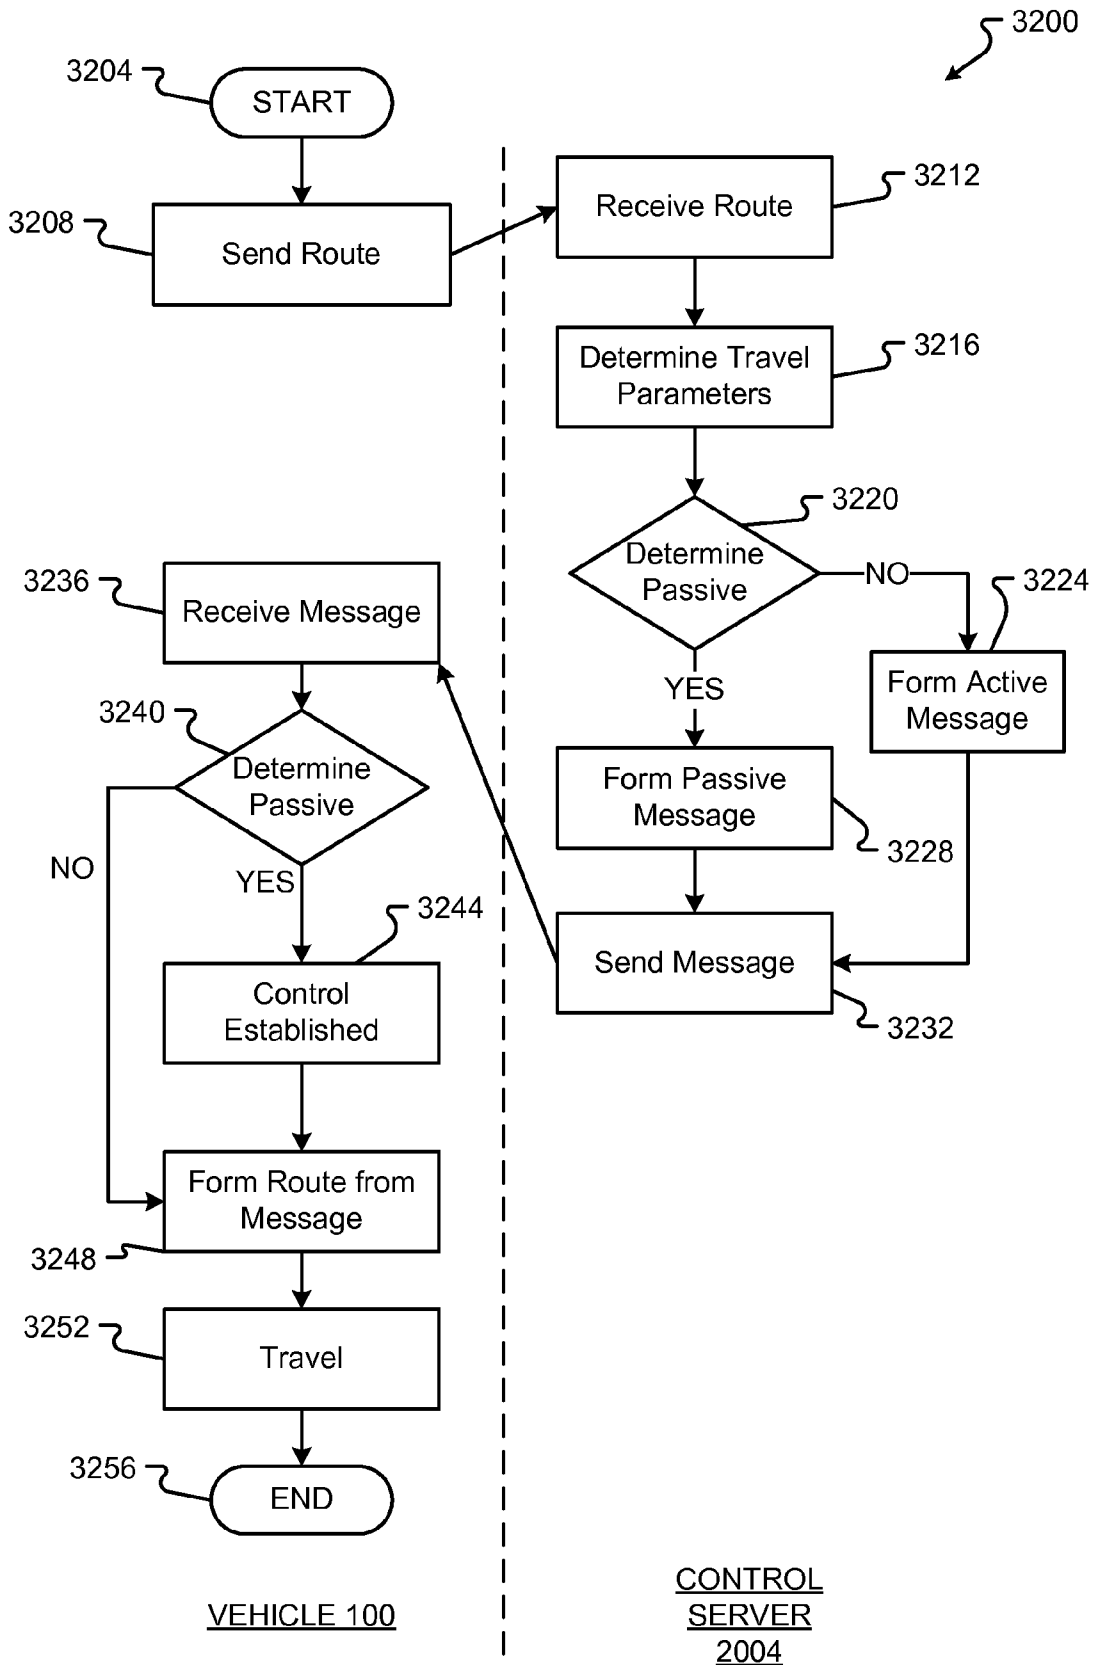 3200
3204
START
3208
Send Route
Receive Route
3212
Determine Travel
Parameters
3216
3220
Determine
Passive
NO
3224
Form Active
Message
YES
Form Passive
Message
3228
Send Message
3232
3236
Receive Message
3240
Determine
Passive
NO
YES
3244
Control
Established
Form Route from
Message
3248
3252
Travel
3256
END
VEHICLE 100
CONTROL
SERVER
2004